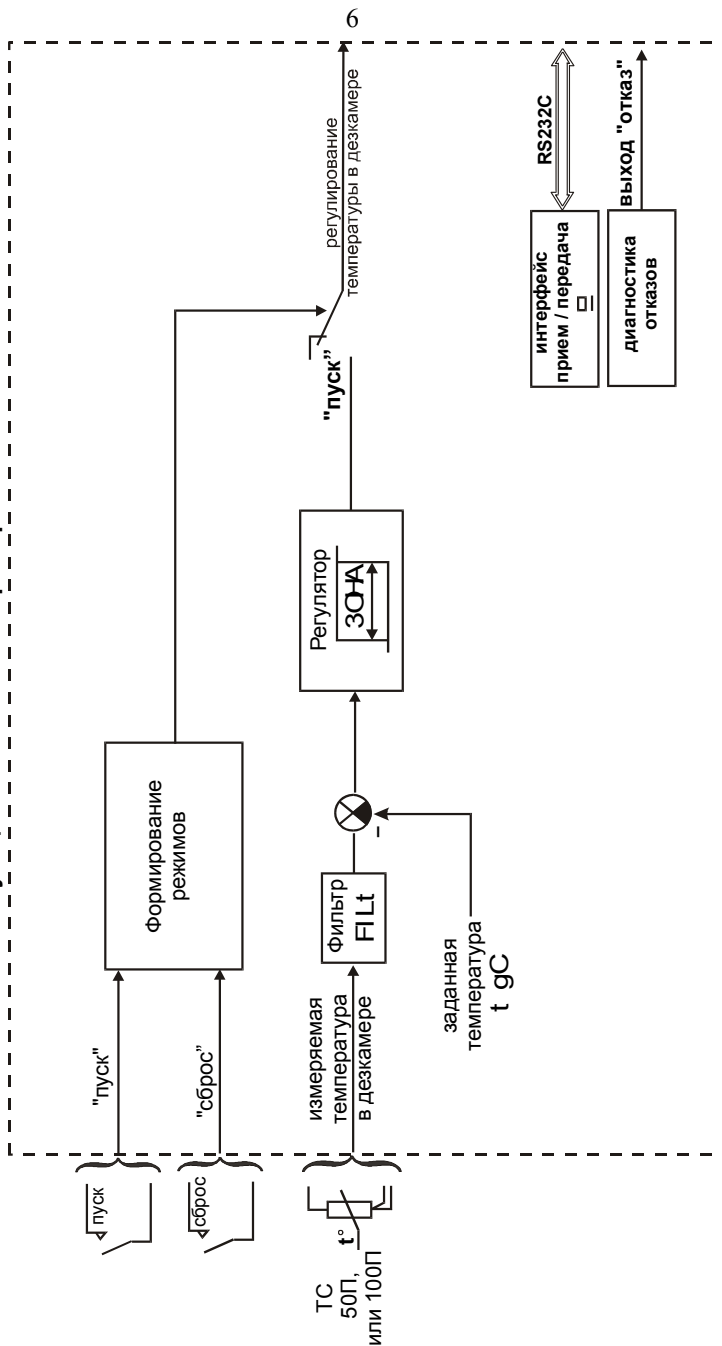 6
пуск
сброс
"пуск"
"сброс"
Формирование
режимов
t°
ТС
50П,
или 100П
измеряемая
температура
в дезкамере
Фильтр
FILt
-
заданная
температура
t gC
Регулятор
ЗОНА
"пуск"
регулирование
температуры в дезкамере
интерфейс
прием / передача
RS232C
диагностика
отказов
выход "отказ"